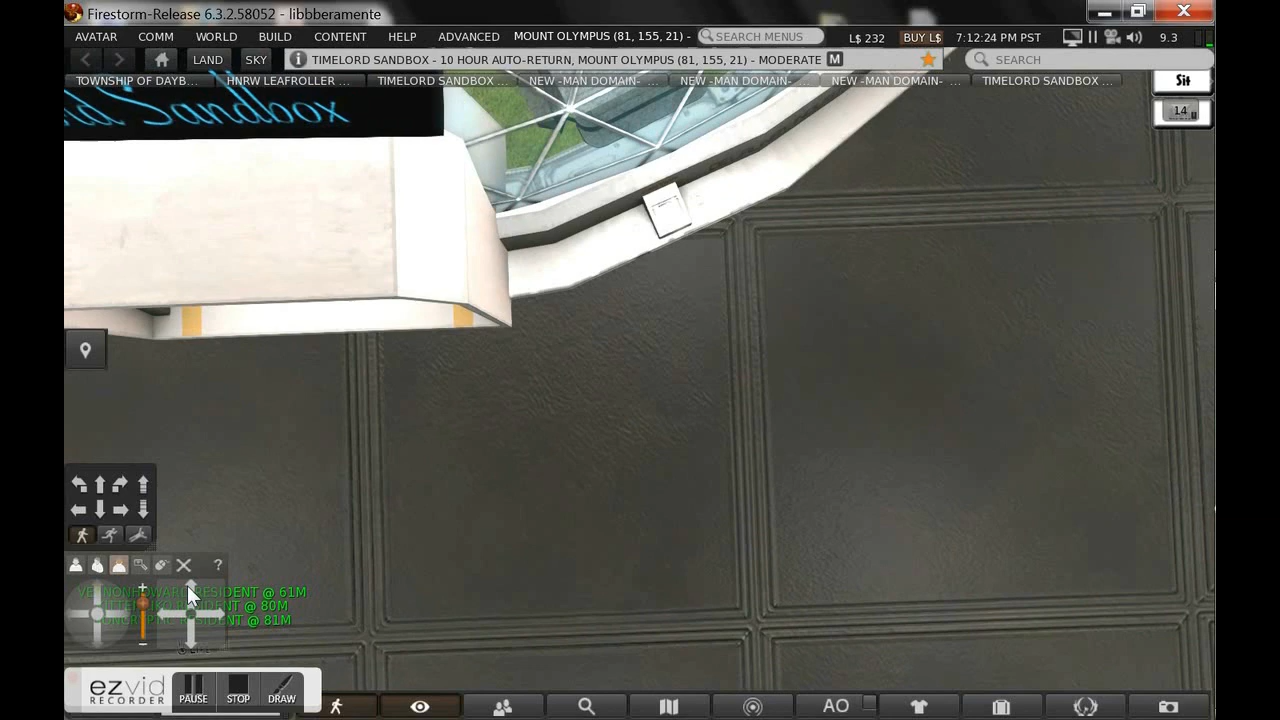 Firestorm-Release 6.3.2.58052 - libbberamente
AVATAR COMM WORLD BUILD CONTENT HELP ADVANCED MOUNT OLYMPUS (81, 155, 21) - SEARCH MENUS L$ 232 BUY L$ 7:12:24 PM PST 9.3
LAND SKY TIMELORD SANDBOX - 10 HOUR AUTO-RETURN, MOUNT OLYMPUS (81, 155, 21) - MODERATE M SEARCH
TOWNSHIP OF DAYB... HNRW LEAFROLLER ... TIMELORD SANDBOX ... NEW -MAN DOMAIN- ... NEW -MAN DOMAIN- ... NEW -MAN DOMAIN- ... TIMELORD SANDBOX ...
Sit
Sandbox
14
?
RESIDENT @ 61M
RESIDENT @ 80M
RESIDENT @ 81M
ezvid
RECORDER
PAUSE STOP DRAW
AO